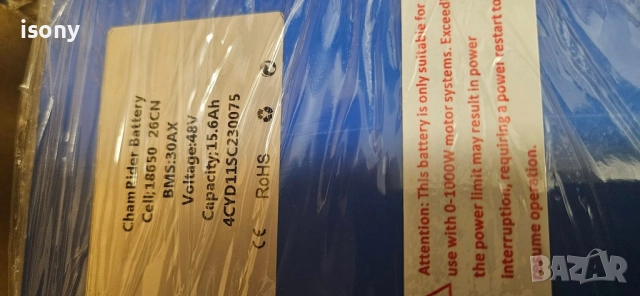 isony
ChamRider Battery
Cell:18650 26CN
BMS:30AX
Voltage:48V
Capacity:15.6Ah
4CYD11SC230075
CE RoHS
Attention: This battery is only suitable for
use with 0-1000W motor systems. Exceed
the power limit may result in power
Interruption, requiring a power restart to
resume operation.
bazar